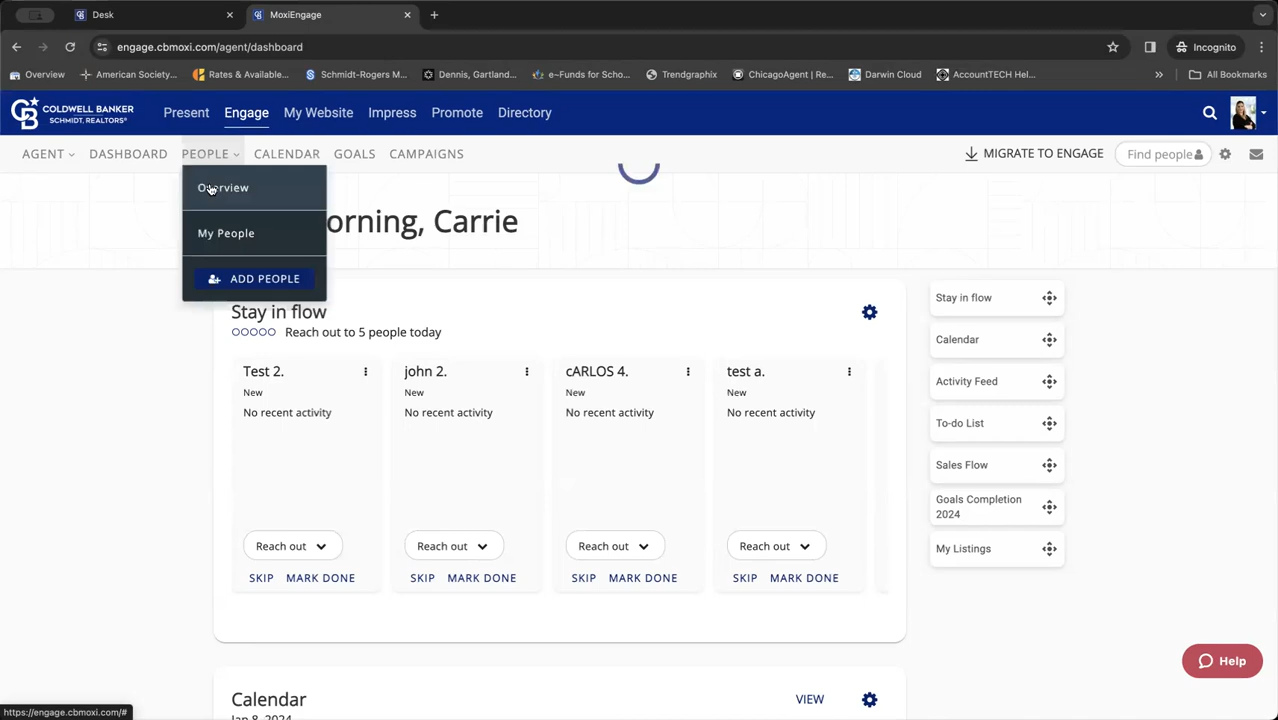 Desk
MoxiEngage
engage.cbmoxi.com/agent/dashboard
Incognito
Overview
American Society...
Rates & Available...
Schmidt-Rogers M...
Dennis, Gartland...
e~Funds for Scho...
Trendgraphix
ChicagoAgent | Re...
Darwin Cloud
AccountTECH Hel...
»
All Bookmarks
COLDWELL BANKER
SCHMIDT, REALTORS®
Present
Engage
My Website
Impress
Promote
Directory
AGENT
DASHBOARD
PEOPLE
CALENDAR
GOALS
CAMPAIGNS
MIGRATE TO ENGAGE
Find people
Overview
My People
ADD PEOPLE
orning, Carrie
Stay in flow
Reach out to 5 people today
Test 2.
New
No recent activity
Reach out
SKIP MARK DONE
john 2.
New
No recent activity
Reach out
SKIP MARK DONE
cARLOS 4.
New
No recent activity
Reach out
SKIP MARK DONE
test a.
New
No recent activity
Reach out
SKIP MARK DONE
Stay in flow
Calendar
Activity Feed
To-do List
Sales Flow
Goals Completion
2024
My Listings
Calendar
VIEW
Jan 8, 2024
Help
https://engage.cbmoxi.com/#